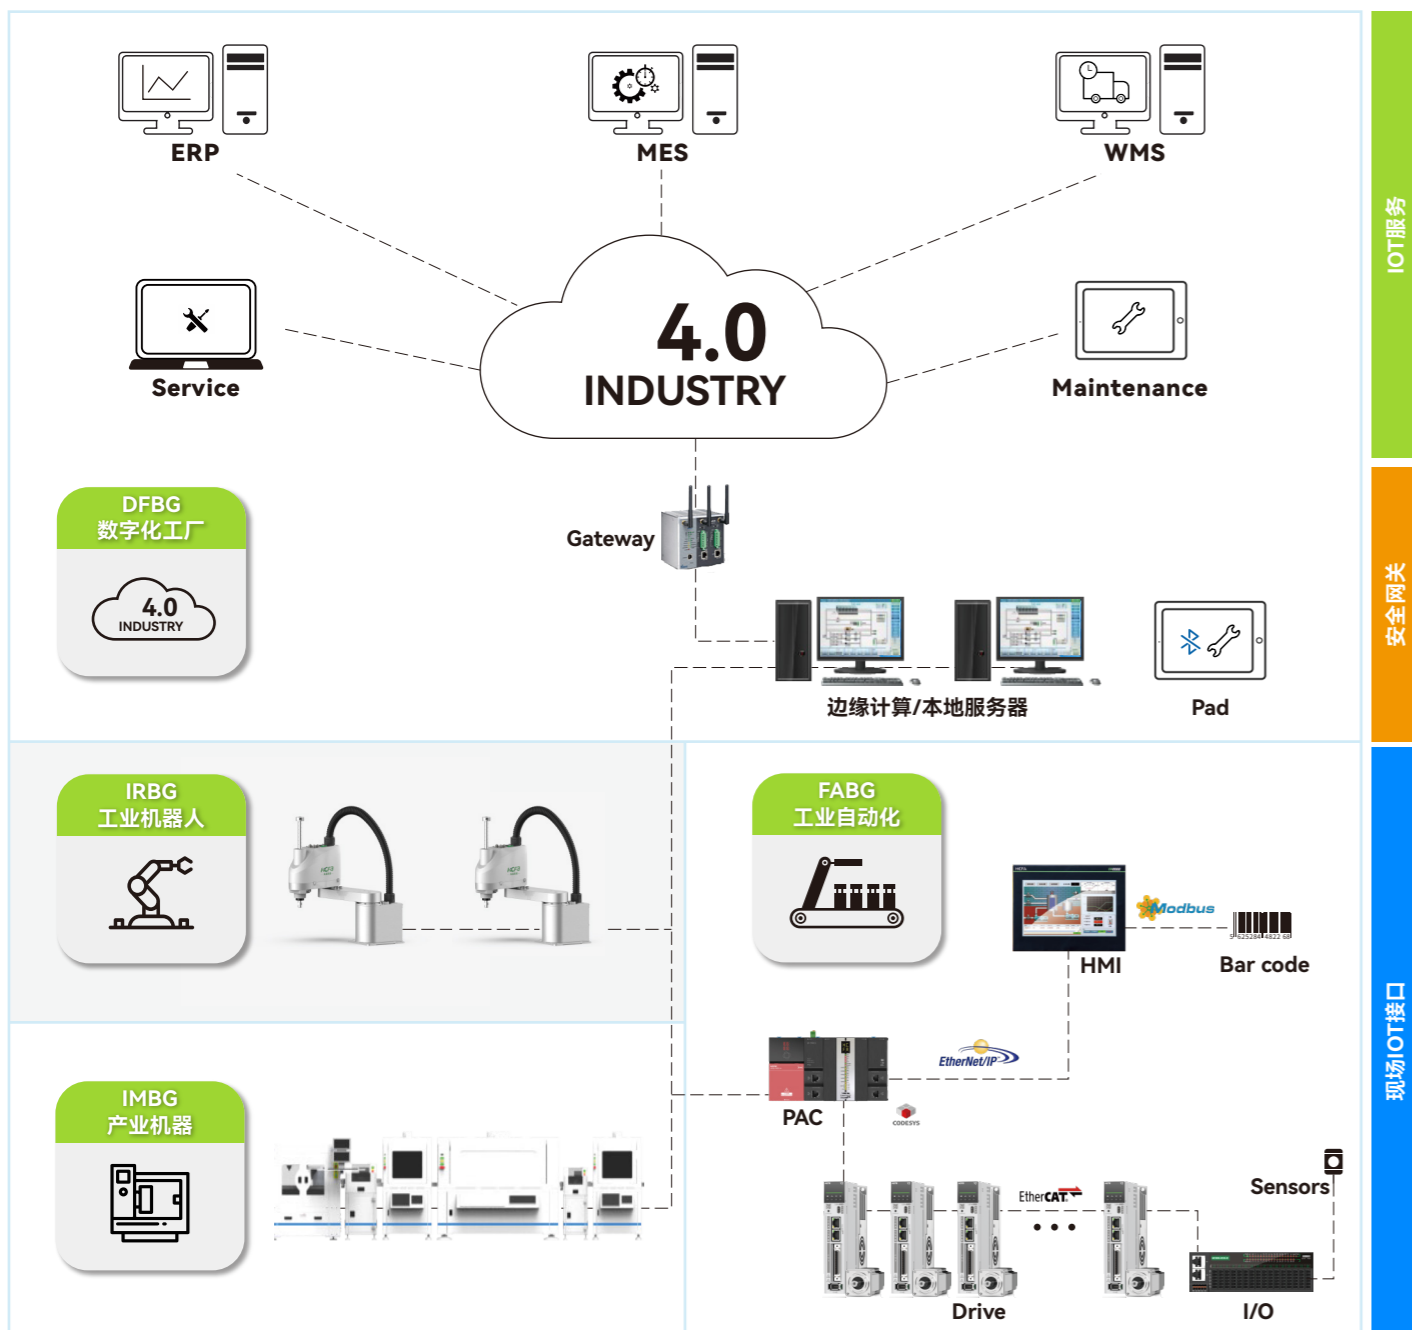 ERP
MES
WMS
4.0
INDUSTRY
Service
Maintenance
IOT服务
DFBG
数字化工厂
4.0
INDUSTRY
Gateway
边缘计算/本地服务器
Pad
安全网关
IRBG
工业机器人
FABG
工业自动化
HMI
Modbus
Bar code
EtherNet/IP
PAC
CODESYS
IMBG
产业机器
EtherCAT
Sensors
Drive
I/O
现场IOT接口